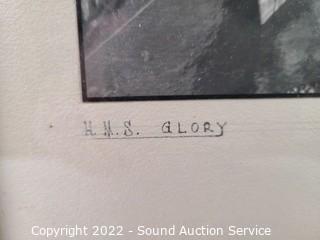 H.M.S. GLORY
Copyright 2022 - Sound Auction Service